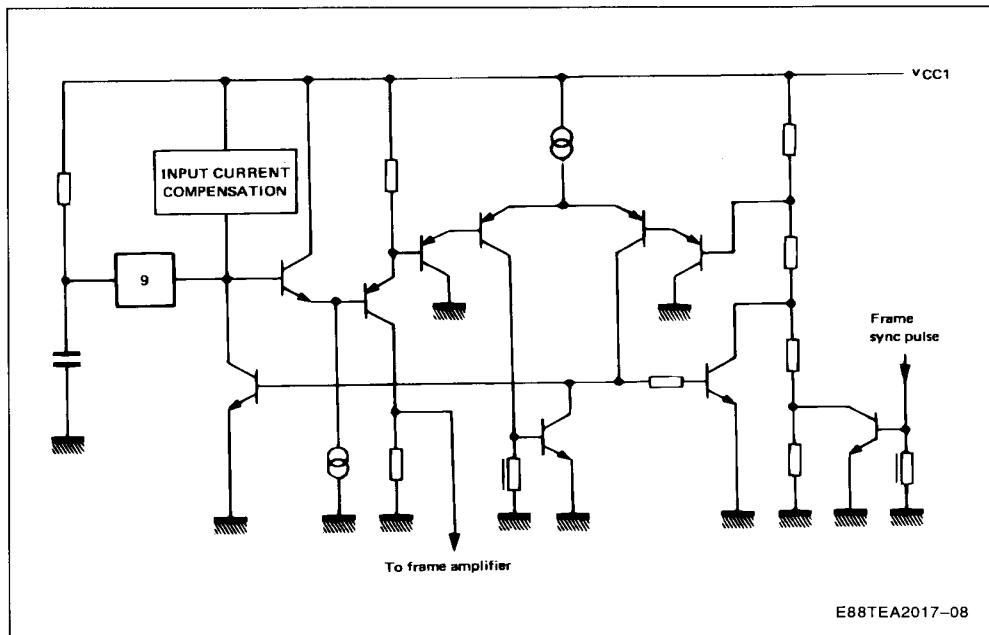 VCC1
INPUT CURRENT
COMPENSATION
9
Frame
sync pulse
To frame amplifier
E88TEA2017-08